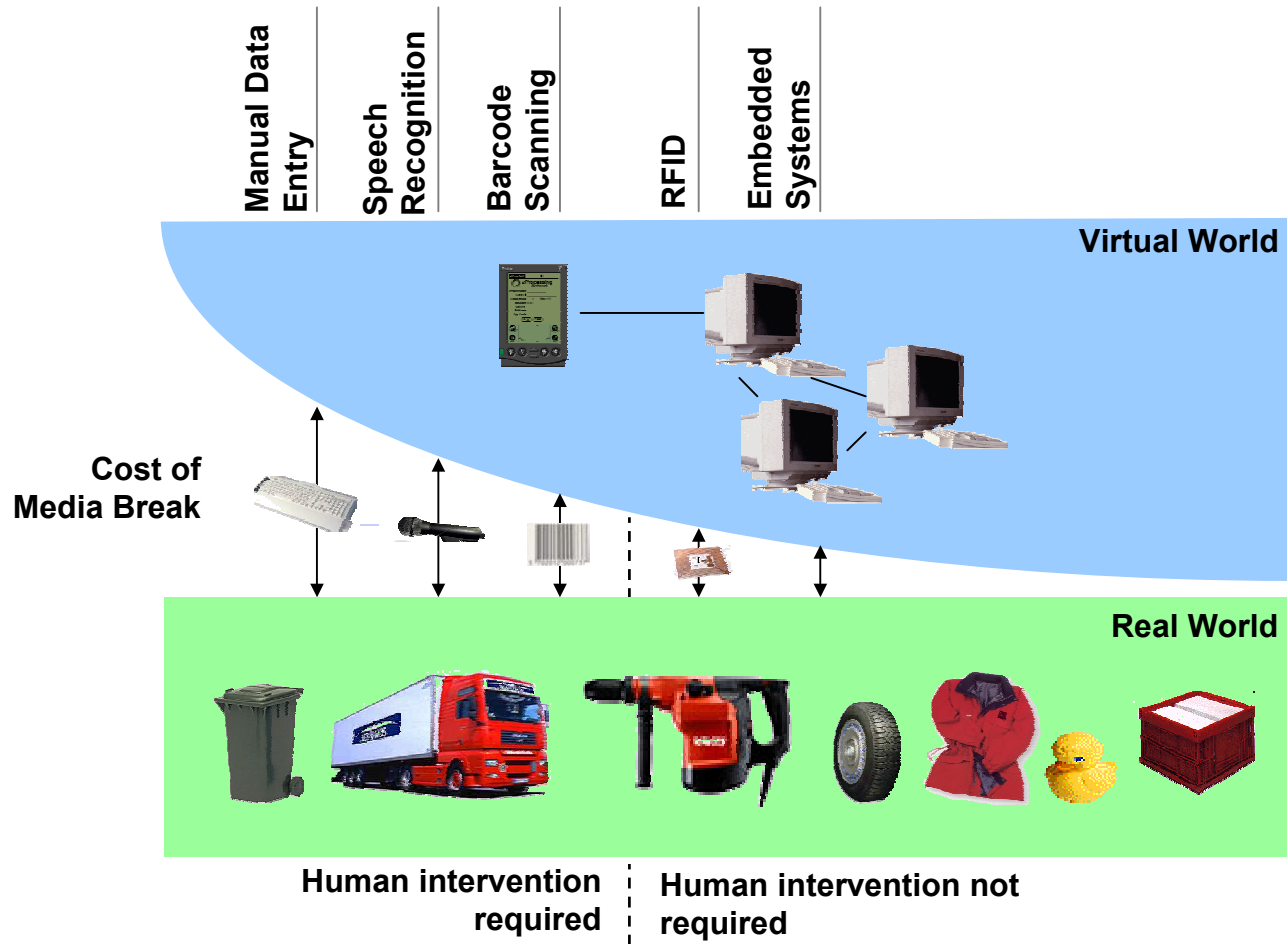 Manual Data
Entry
Speech
Recognition
Barcode
Scanning
RFID
Embedded
Systems
Virtual World
Cost of
Media Break
Real World
Human intervention
required
Human intervention not
required